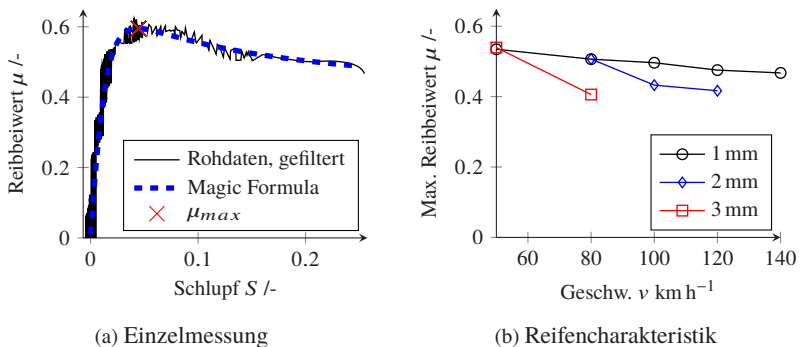 Reibbeiwert μ /-
0
0.2
0.4
0.6
0
0.1
0.2
Schlupf S /-
Rohdaten, gefiltert
Magic Formula
μmax
(a) Einzelmessung
Max. Reibbeiwert μ
0
0.2
0.4
0.6
60
80
100
120
140
Geschw. v km h⁻¹
1 mm
2 mm
3 mm
(b) Reifencharakteristik